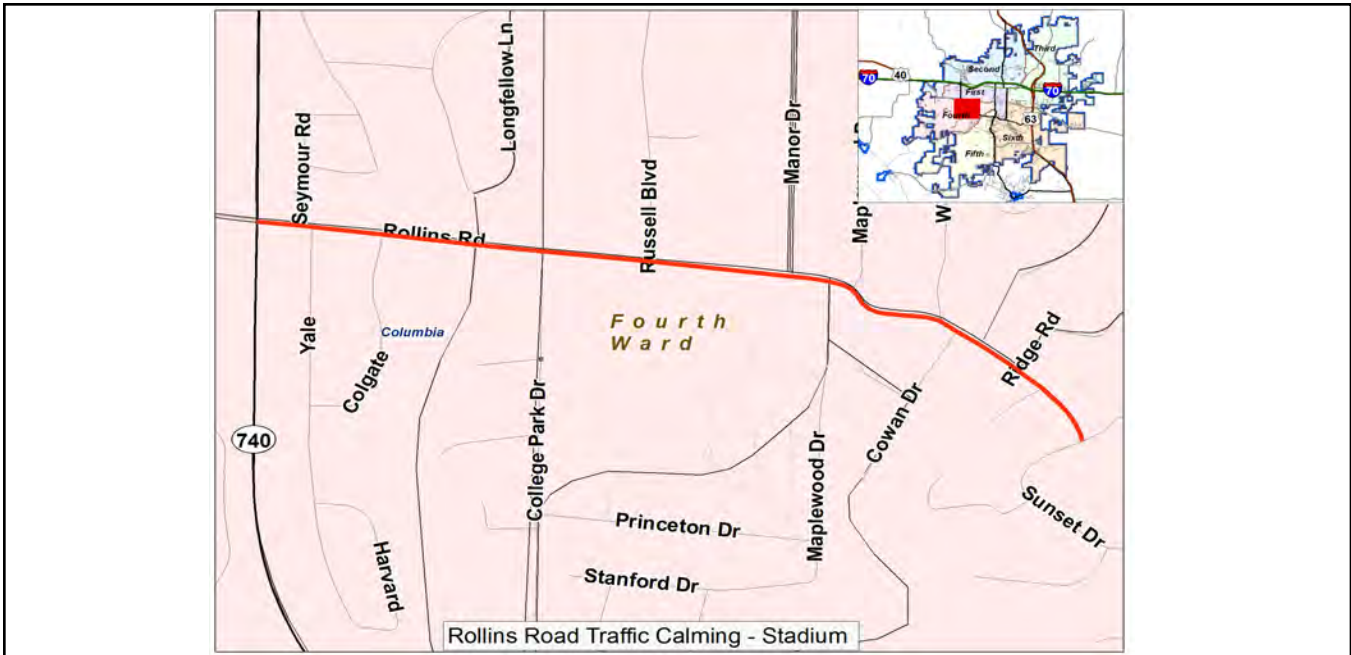 Longfellow Ln
Seymour Rd
Russell Blvd
Manor Dr
Rollins Rd
Fourth
Ward
Columbia
Yale
Colgate
College Park Dr
Ridge Rd
Cowan Dr
Maplewood Dr
740
Sunset Dr
Princeton Dr
Stanford Dr
Harvard
Rollins Road Traffic Calming - Stadium
Third
Second
40
70
70
First
Fourth
63
Sixth
Fifth
W